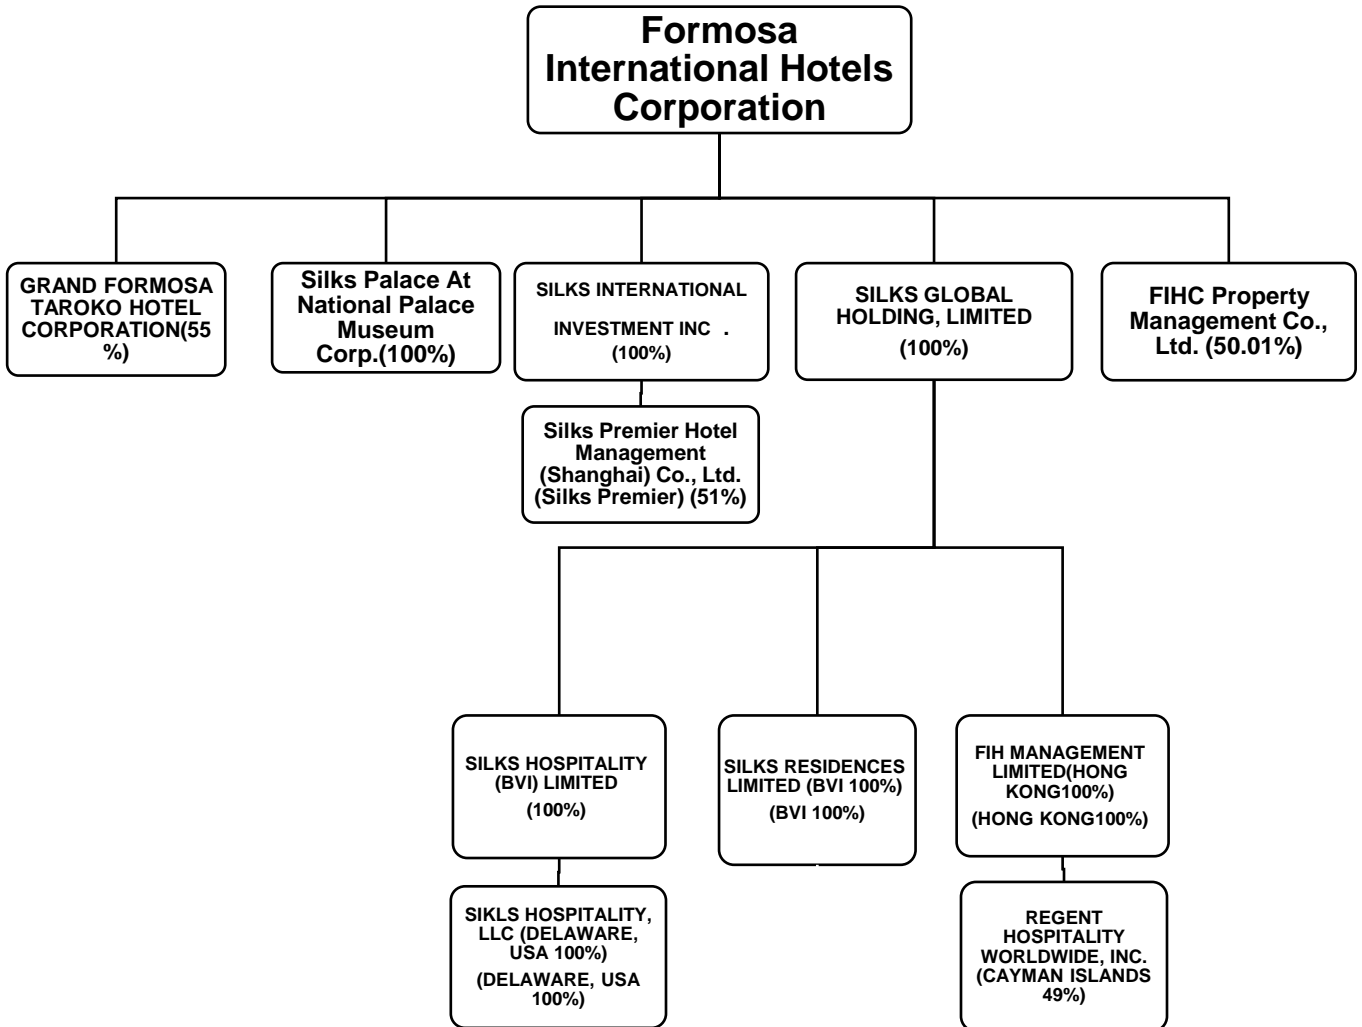 Formosa
International Hotels
Corporation
GRAND FORMOSA
TAROKO HOTEL
CORPORATION(55
%)
Silks Palace At
National Palace
Museum
Corp.(100%)
SILKS INTERNATIONAL
INVESTMENT INC .
(100%)
SILKS GLOBAL
HOLDING, LIMITED
(100%)
FIHC Property
Management Co.,
Ltd. (50.01%)
Silks Premier Hotel
Management
(Shanghai) Co., Ltd.
(Silks Premier) (51%)
SILKS HOSPITALITY
(BVI) LIMITED
(100%)
SILKS RESIDENCES
LIMITED (BVI 100%)
(BVI 100%)
FIH MANAGEMENT
LIMITED(HONG
KONG100%)
(HONG KONG100%)
SIKLS HOSPITALITY,
LLC (DELAWARE,
USA 100%)
(DELAWARE, USA
100%)
REGENT
HOSPITALITY
WORLDWIDE, INC.
(CAYMAN ISLANDS
49%)